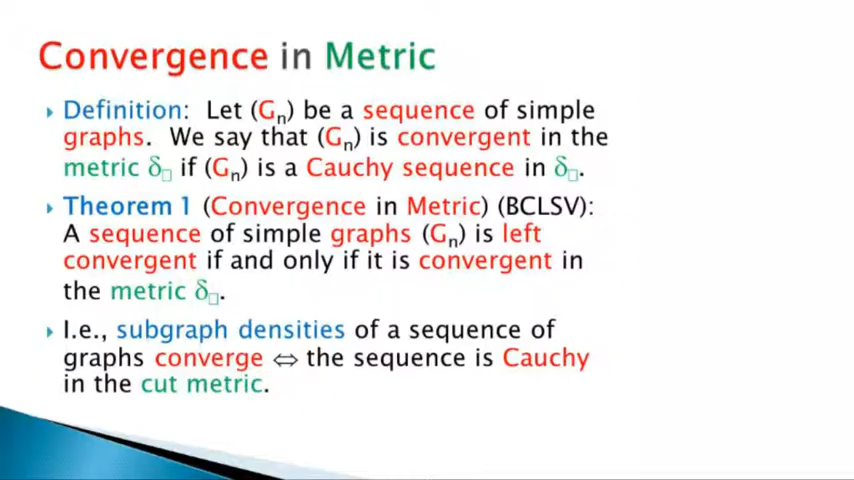 Convergence in Metric
Definition: Let (Gₙ) be a sequence of simple
graphs. We say that (Gₙ) is convergent in the
metric δ□ if (Gₙ) is a Cauchy sequence in δ□.
Theorem 1 (Convergence in Metric) (BCLSV):
A sequence of simple graphs (Gₙ) is left
convergent if and only if it is convergent in
the metric δ□.
I.e., subgraph densities of a sequence of
graphs converge ⇔ the sequence is Cauchy
in the cut metric.